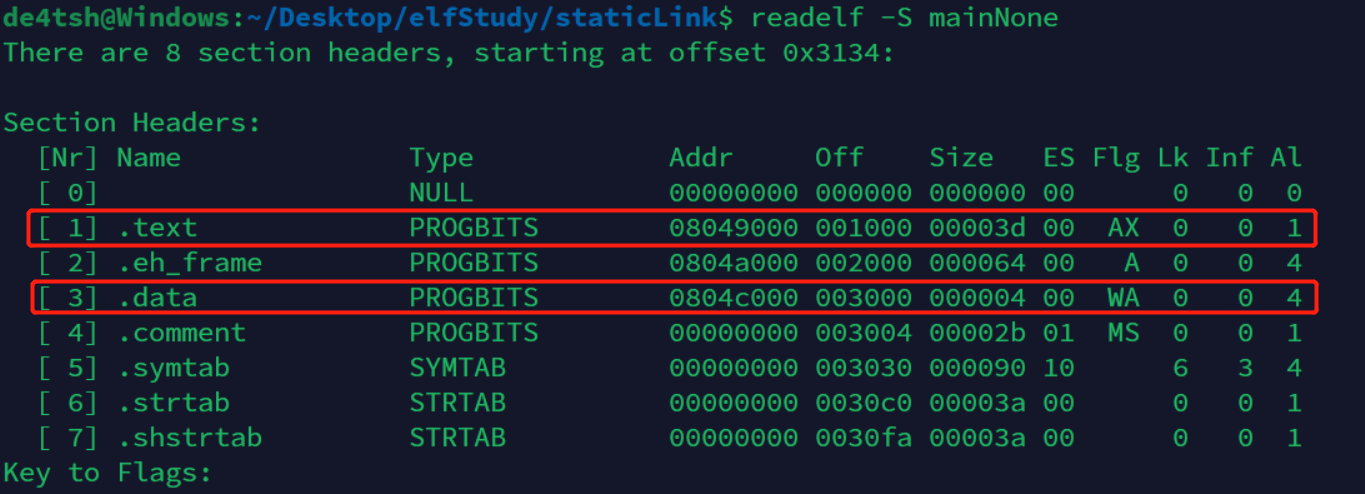 de4tsh@Windows:~/Desktop/elfStudy/staticLink$ readelf -S mainNone
There are 8 section headers, starting at offset 0x3134:
Section Headers:
[Nr] Name Type Addr Off Size ES Flg Lk Inf Al
[ 0] NULL 00000000 000000 000000 00 0 0 0
[ 1] .text PROGBITS 08049000 001000 00003d 00 AX 0 0 1
[ 2] .eh_frame PROGBITS 0804a000 002000 000064 00 A 0 0 4
[ 3] .data PROGBITS 0804c000 003000 000004 00 WA 0 0 4
[ 4] .comment PROGBITS 00000000 003004 00002b 01 MS 0 0 1
[ 5] .symtab SYMTAB 00000000 003030 000090 10 6 3 4
[ 6] .strtab STRTAB 00000000 0030c0 00003a 00 0 0 1
[ 7] .shstrtab STRTAB 00000000 0030fa 00003a 00 0 0 1
Key to Flags: